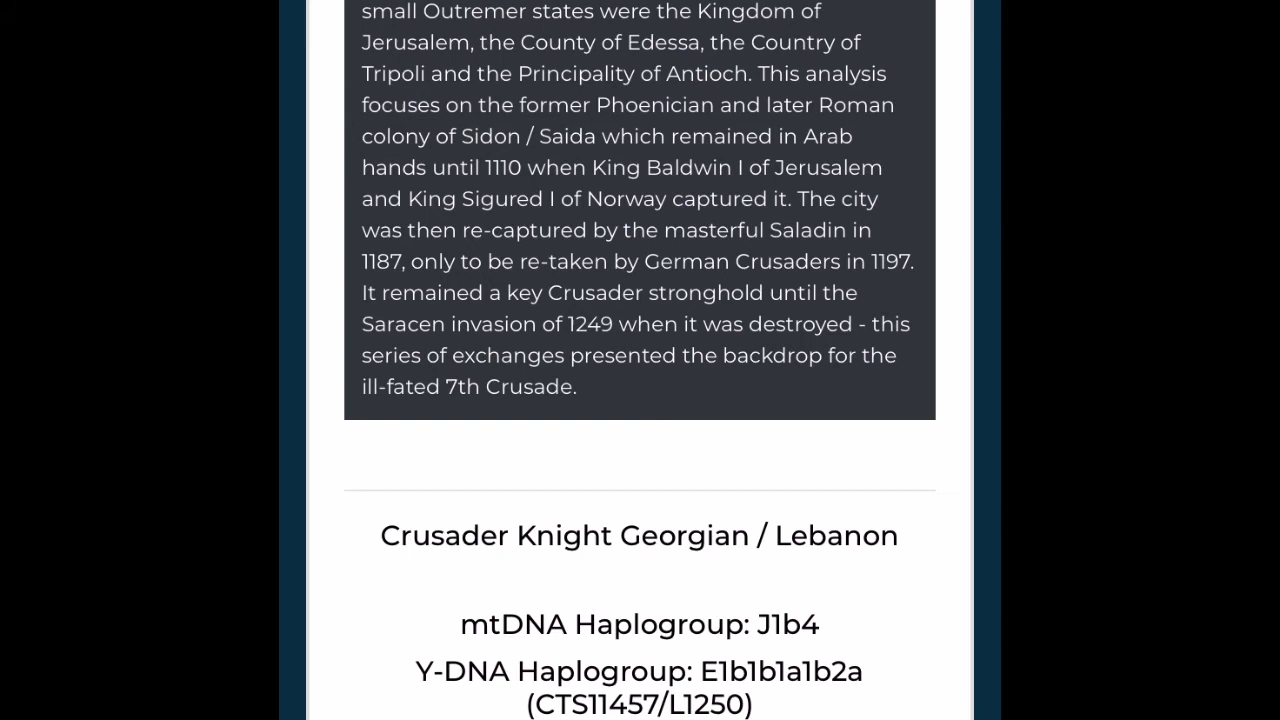 small Outremer states were the Kingdom of
Jerusalem, the County of Edessa, the Country of
Tripoli and the Principality of Antioch. This analysis
focuses on the former Phoenician and later Roman
colony of Sidon / Saida which remained in Arab
hands until 1110 when King Baldwin I of Jerusalem
and King Sigured I of Norway captured it. The city
was then re-captured by the masterful Saladin in
1187, only to be re-taken by German Crusaders in 1197.
It remained a key Crusader stronghold until the
Saracen invasion of 1249 when it was destroyed - this
series of exchanges presented the backdrop for the
ill-fated 7th Crusade.
Crusader Knight Georgian / Lebanon
mtDNA Haplogroup: J1b4
Y-DNA Haplogroup: E1b1b1a1b2a
(CTS11457/L1250)